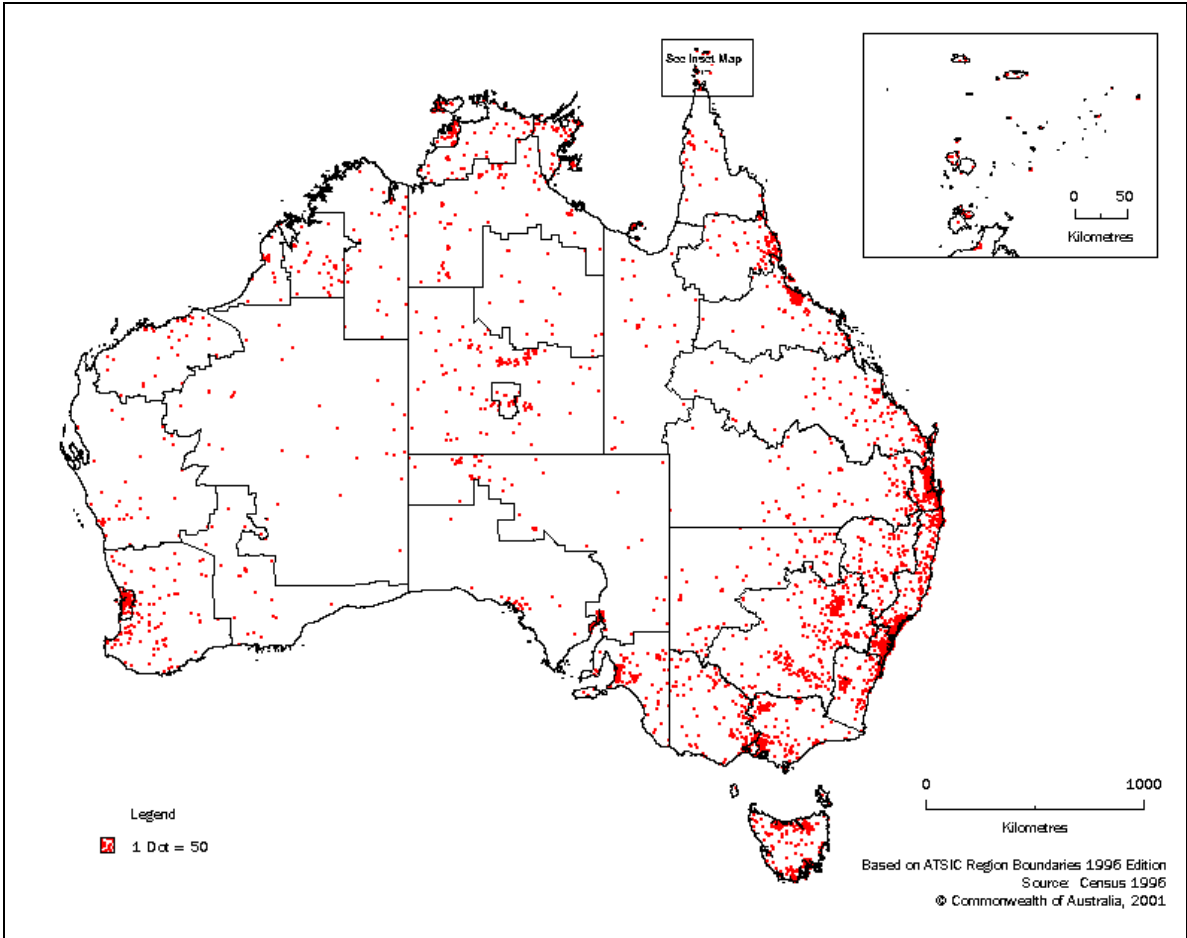 See Inset Map
0 50
Kilometres
0 1000
Kilometres
Legend
1 Dot = 50
Based on ATSIC Region Boundaries 1996 Edition
Source: Census 1996
© Commonwealth of Australia, 2001